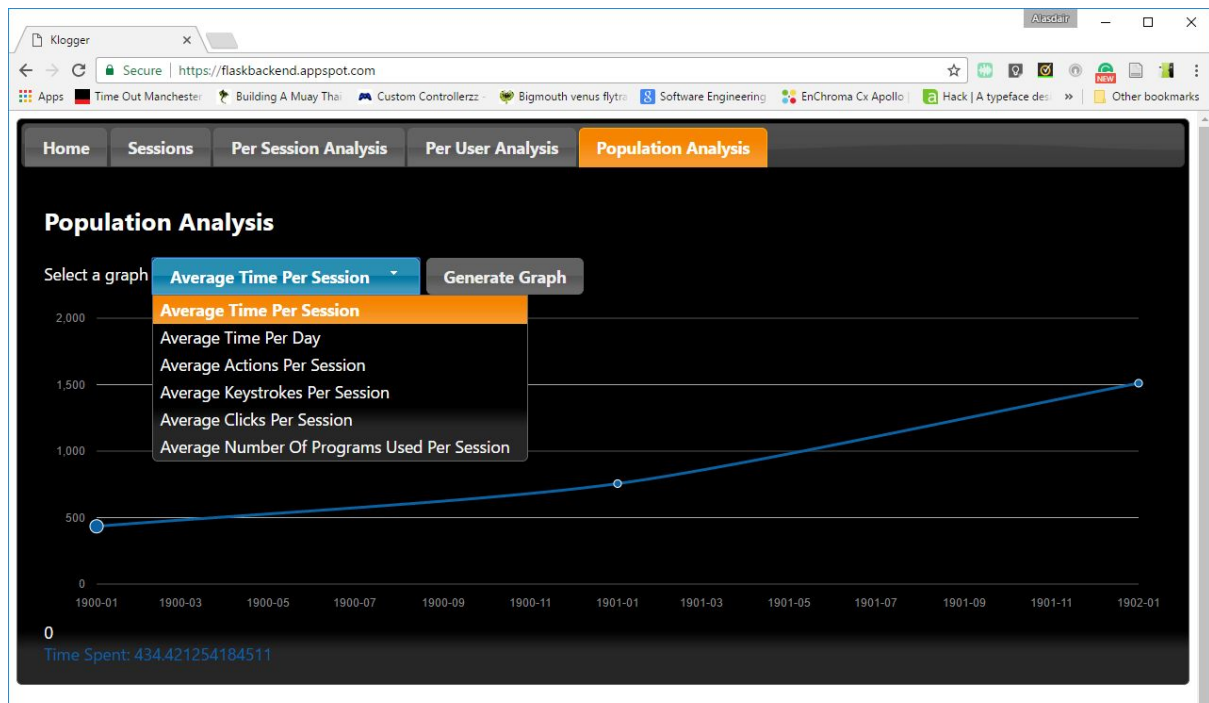 Alasdair
Klogger
Secure | https://flaskbackend.appspot.com
NEW
Apps Time Out Manchester Building A Muay Thai Custom Controllerzz - Bigmouth venus flytra Software Engineering EnChroma Cx Apollo | Hack | A typeface des » Other bookmarks
Home Sessions Per Session Analysis Per User Analysis Population Analysis
Population Analysis
Select a graph Average Time Per Session Generate Graph
Average Time Per Session
Average Time Per Day
Average Actions Per Session
Average Keystrokes Per Session
Average Clicks Per Session
Average Number Of Programs Used Per Session
2,000
1,500
1,000
500
0
1900-01 1900-03 1900-05 1900-07 1900-09 1900-11 1901-01 1901-03 1901-05 1901-07 1901-09 1901-11 1902-01
0
Time Spent: 434.421254184511